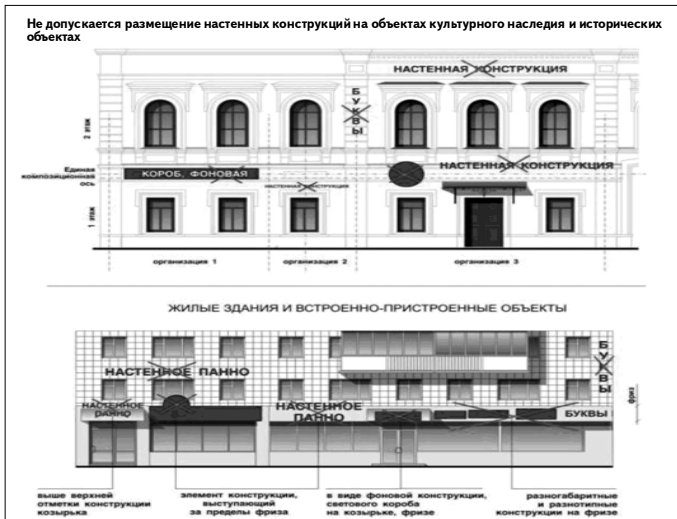 Не допускается размещение настенных конструкций на объектах культурного наследия и исторических
объектах
НАСТЕННАЯ КОНСТРУКЦИЯ
БУКВЫ
2 этаж
Единая
композиционная
ось
КОРОБ, ФОНОВАЯ
НАСТЕННАЯ КОНСТРУКЦИЯ
НАСТЕННАЯ КОНСТРУКЦИЯ
1 этаж
организация 1
организация 2
организация 3
ЖИЛЫЕ ЗДАНИЯ И ВСТРОЕННО-ПРИСТРОЕННЫЕ ОБЪЕКТЫ
НАСТЕННОЕ ПАННО
БУКВЫ
НАСТЕННОЕ
ПАННО
НАСТЕННОЕ
ПАННО
БУКВЫ
фриз
выше верхней
отметки конструкции
козырька
элемент конструкции,
выступающий
за пределы фриза
в виде фоновой конструкции,
светового короба
на козырьке, фризе
разногабаритные
и разнотипные
конструкции на фризе